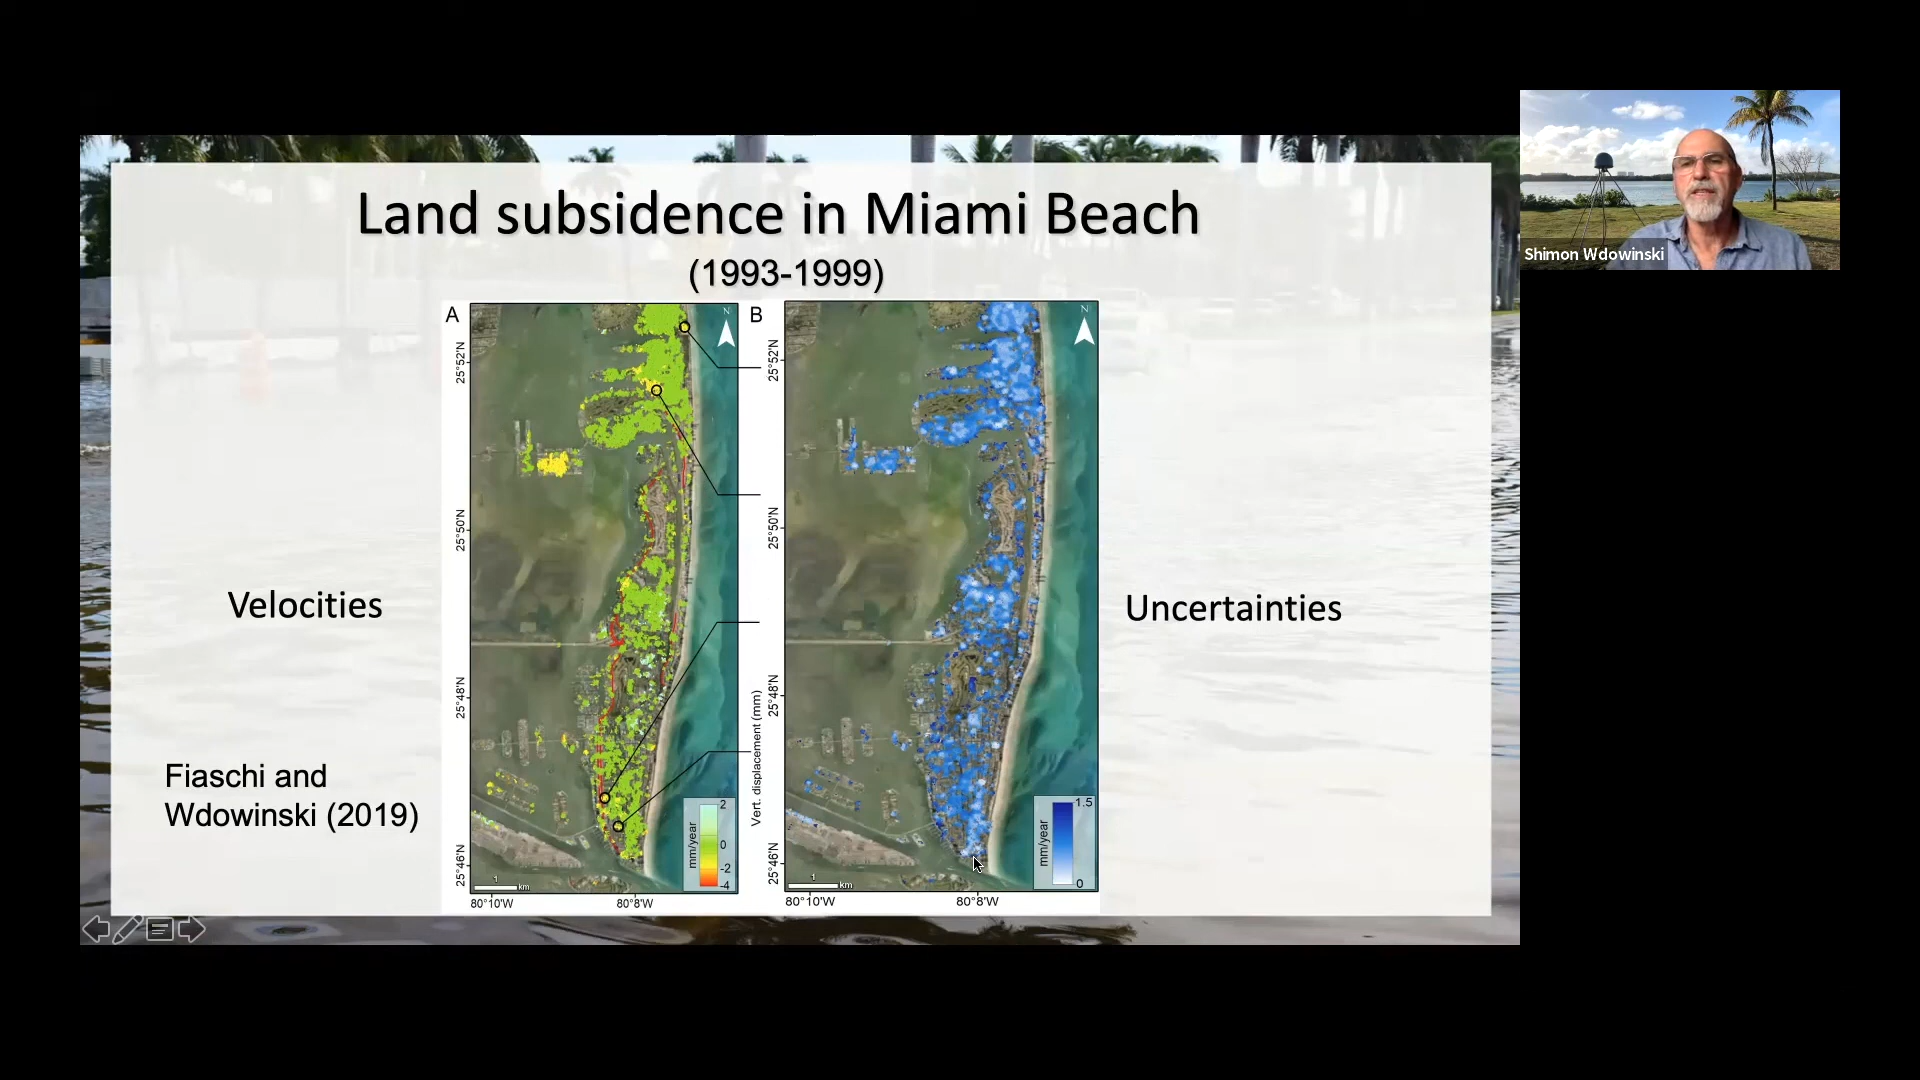 Land subsidence in Miami Beach
(1993-1999)
A
B
N
N
25°52'N
25°50'N
25°48'N
25°46'N
25°52'N
25°50'N
25°48'N
25°46'N
Velocities
Uncertainties
Fiaschi and
Wdowinski (2019)
Vert. displacement (mm)
mm/year
2
0
-2
-4
mm/year
1.5
0
1
km
1
km
80°10'W
80°8'W
80°10'W
80°8'W
Shimon Wdowinski